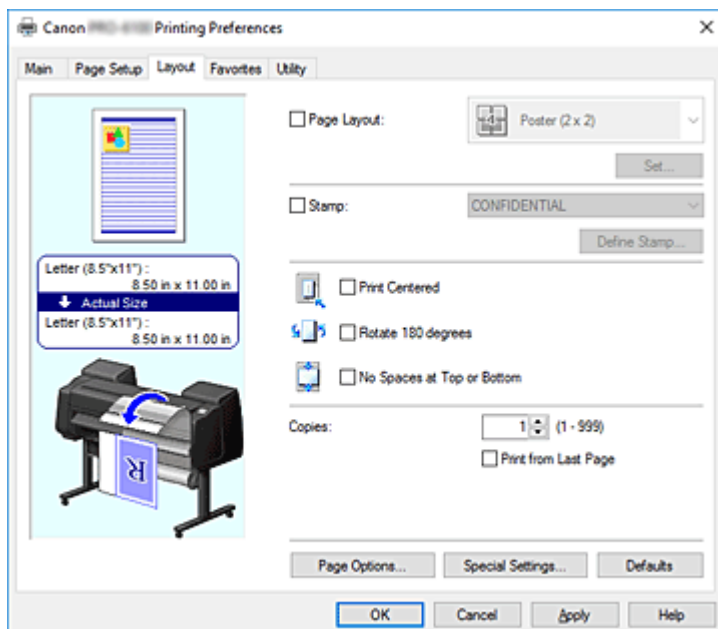 Canon Printing Preferences
Main Page Setup Layout Favorites Utility
Page Layout: 4 Poster (2 x 2)
Set...
Stamp: CONFIDENTIAL
Define Stamp...
Letter (8.5"x11") :
8.50 in x 11.00 in
Actual Size
Letter (8.5"x11") :
8.50 in x 11.00 in
R
Print Centered
Rotate 180 degrees
No Spaces at Top or Bottom
Copies: 1 (1 - 999)
Print from Last Page
Page Options... Special Settings... Defaults
OK Cancel Apply Help